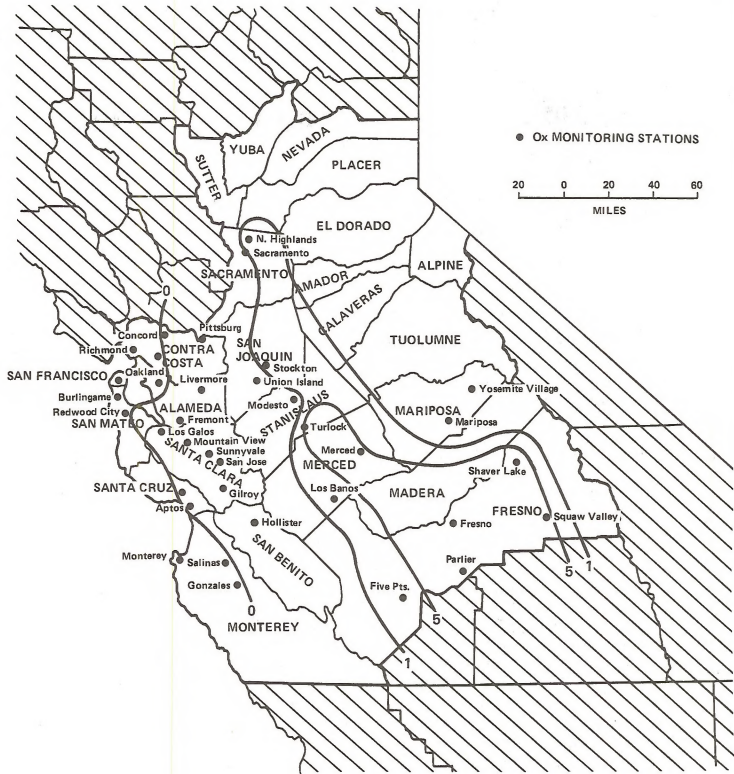 YUBA
NEVADA
SUTTER
PLACER
Ox MONITORING STATIONS
20 0 20 40 60
MILES
EL DORADO
N. Highlands
Sacramento
SACRAMENTO
AMADOR
ALPINE
CALAVERAS
0
TUOLUMNE
Concord
Pittsburg
Richmond
CONTRA
COSTA
SAN
JOAQUIN
Stockton
SAN FRANCISCO
Oakland
Livermore
Union Island
Yosemite Village
Burlingame
Modesto
STANISLAUS
Redwood City
ALAMEDA
MARIPOSA
SAN MATEO
Fremont
Turlock
Mariposa
Los Galos
Mountain View
Sunnyvale
San Jose
SANTA CLARA
Merced
MERCED
Shaver Lake
SANTA CRUZ
Gilroy
Los Banos
MADERA
Aptos
Hollister
Fresno
FRESNO
Squaw Valley
SAN BENITO
Monterey
Salinas
Parlier
5 1
Gonzales
Five Pts.
0
MONTEREY
5
1